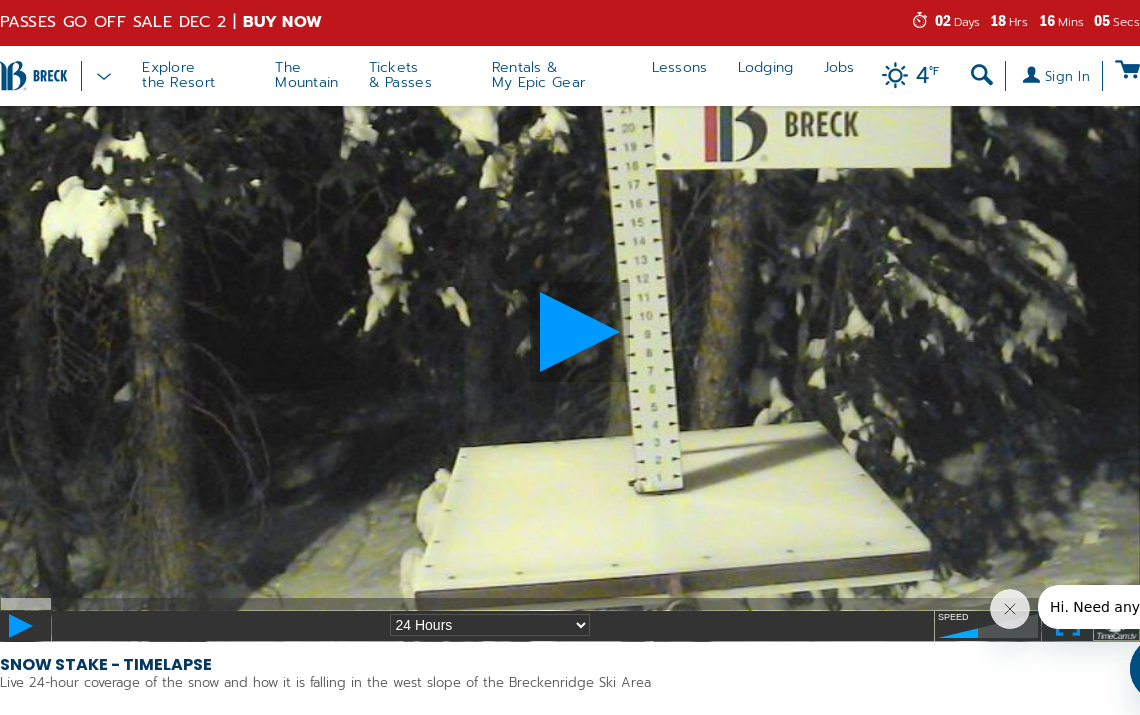 PASSES GO OFF SALE DEC 2 | BUY NOW
02 Days 18 Hrs 16 Mins 05 Secs
BRECK
Explore
the Resort
The
Mountain
Tickets
& Passes
Rentals &
My Epic Gear
Lessons
Lodging
Jobs
4°F
Sign In
BRECK
20
19
18
17
16
15
14
13
12
11
10
9
8
7
6
5
4
3
2
1
24 Hours
SPEED
Hi. Need any
TimeCam.tv
SNOW STAKE - TIMELAPSE
Live 24-hour coverage of the snow and how it is falling in the west slope of the Breckenridge Ski Area